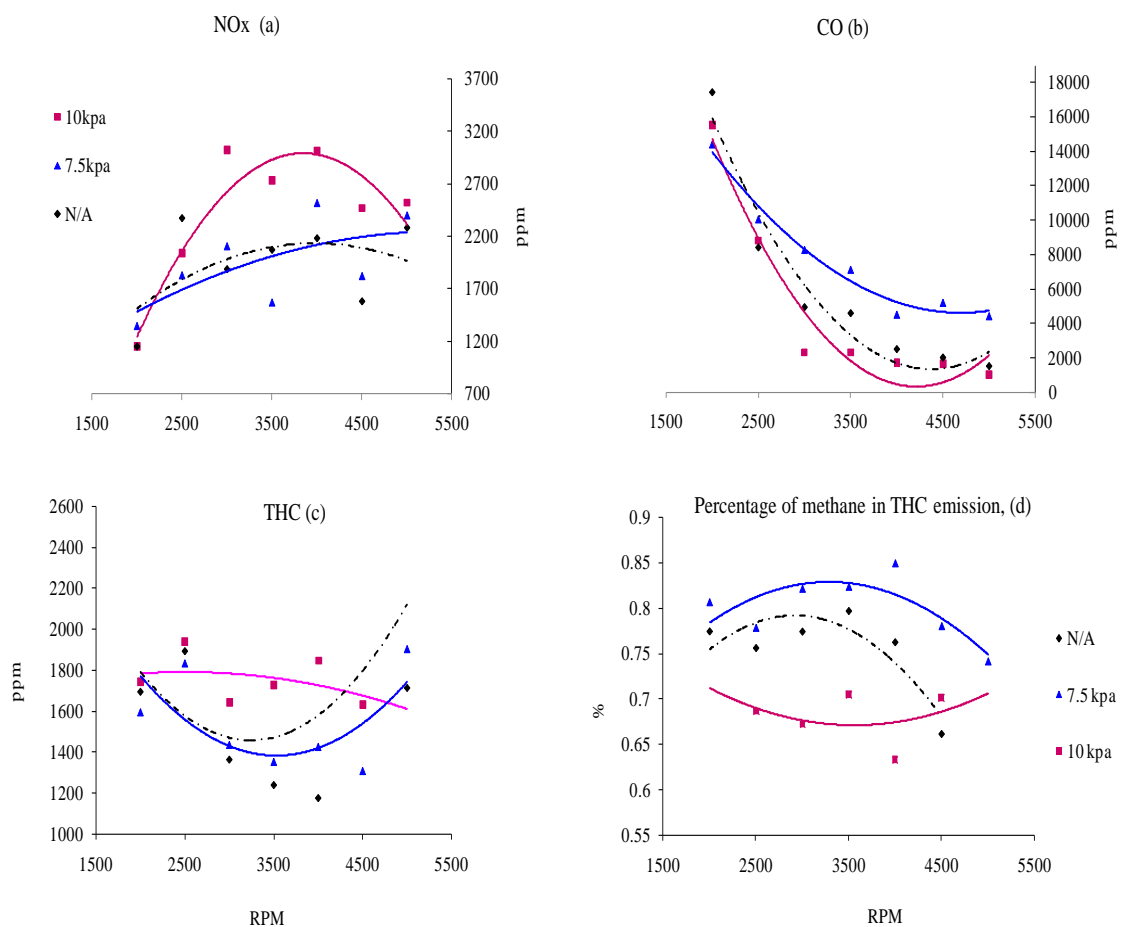 NOx (a)
3700
3200
2700
2200
1700
1200
700
ppm
10kpa
7.5kpa
N/A
1500 2500 3500 4500 5500
CO (b)
18000
16000
14000
12000
10000
8000
6000
4000
2000
0
ppm
1500 2500 3500 4500 5500
THC (c)
2600
2400
2200
2000
1800
1600
1400
1200
1000
ppm
1500 2500 3500 4500 5500
RPM
Percentage of methane in THC emission, (d)
0.9
0.85
0.8
0.75
0.7
0.65
0.6
0.55
%
N/A
7.5kpa
10kpa
1500 2500 3500 4500 5500
RPM